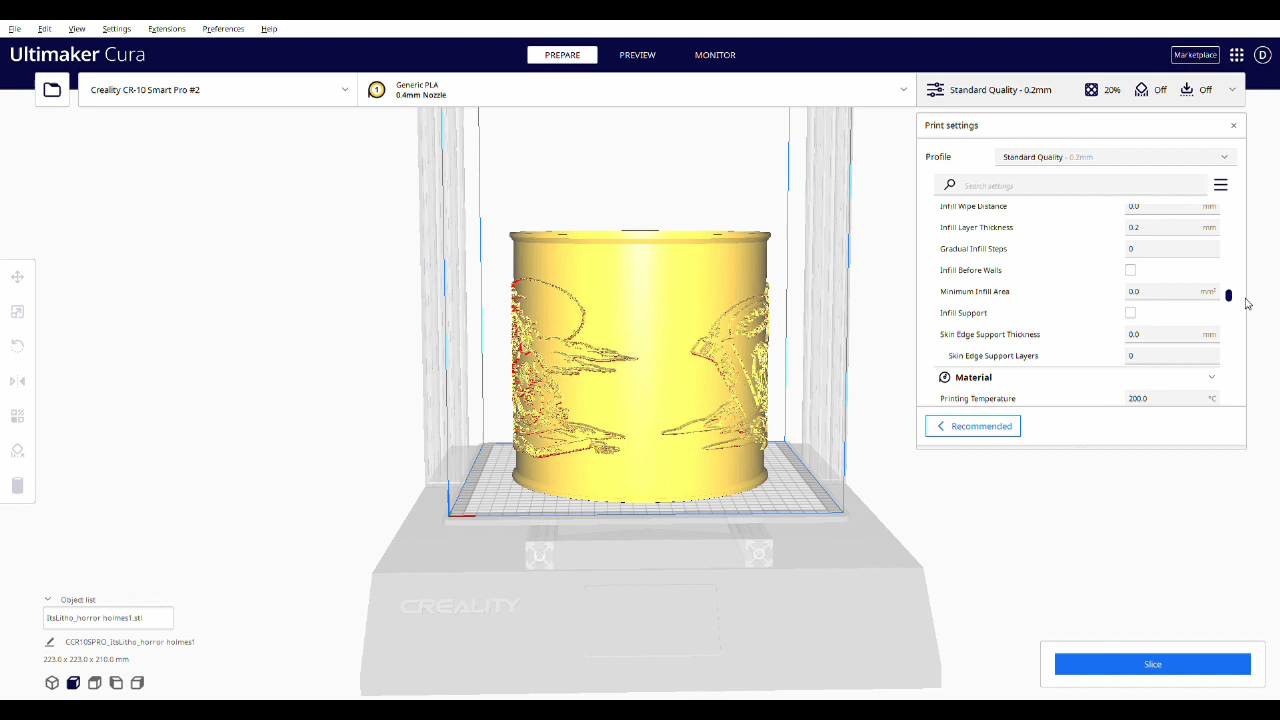 File Edit View Settings Extensions Preferences Help
Ultimaker Cura
PREPARE PREVIEW MONITOR
Marketplace
D
Creality CR-10 Smart Pro #2
1
Generic PLA
0.4mm Nozzle
Standard Quality - 0.2mm
20% Off Off
Print settings
Profile
Standard Quality - 0.2mm
Search settings
Infill Wipe Distance 0.0 mm
Infill Layer Thickness 0.2 mm
Gradual Infill Steps 0
Infill Before Walls
Minimum Infill Area 0.0 mm²
Infill Support
Skin Edge Support Thickness 0.0 mm
Skin Edge Support Layers 0
Material
Printing Temperature 200.0 °C
Recommended
CREALITY
Object list
ItsLitho_horror holmes1.stl
CCR10SPRO_ItsLitho_horror holmes1
223.0 x 223.0 x 210.0 mm
Slice